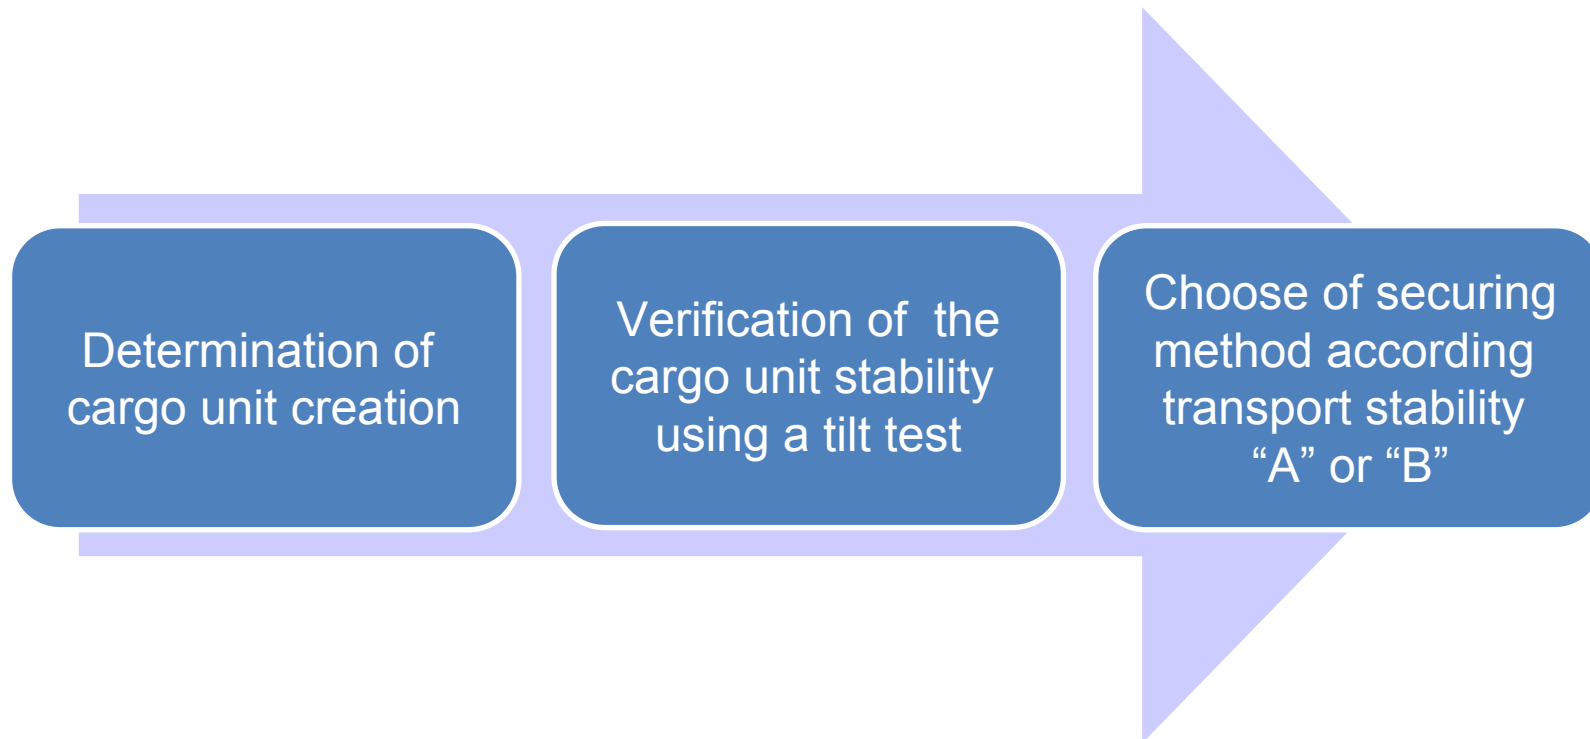 Determination of
cargo unit creation
Verification of  the
cargo unit stability
using a tilt test
Choose of securing
method according
transport stability
“A” or “B”